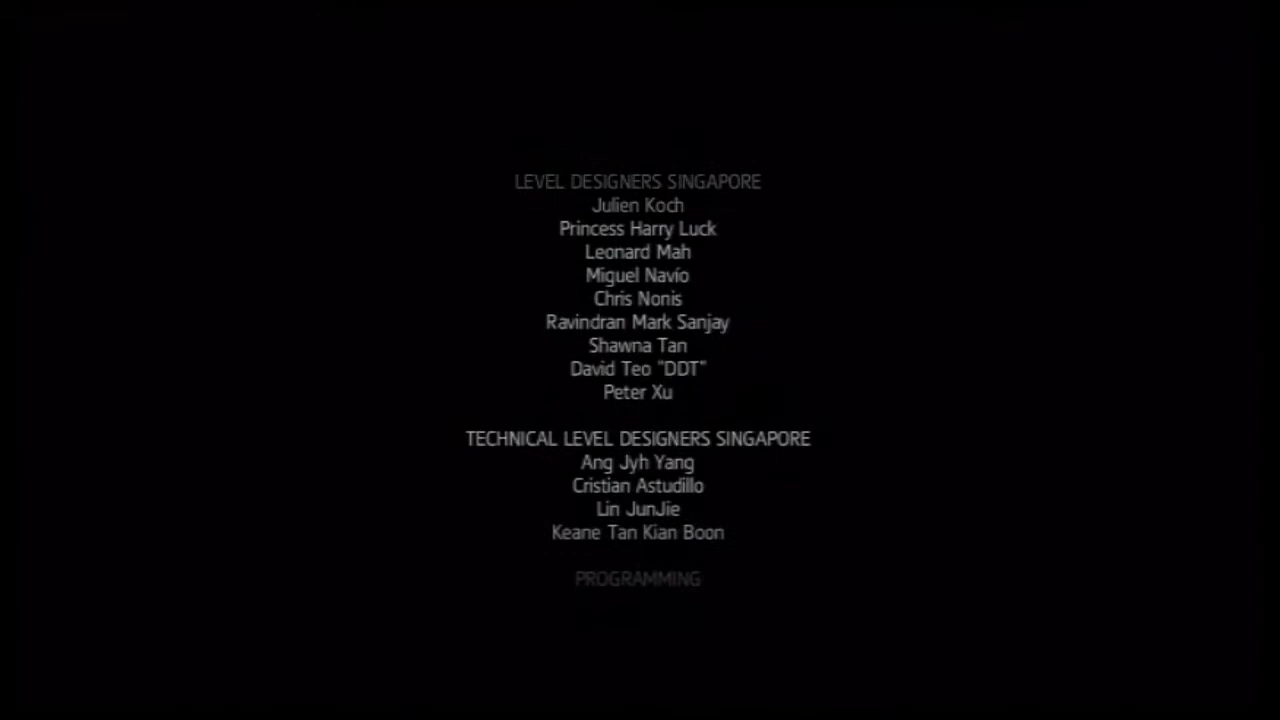 LEVEL DESIGNERS SINGAPORE
Julien Koch
Princess Harry Luck
Leonard Mah
Miguel Navío
Chris Nonis
Ravindran Mark Sanjay
Shawna Tan
David Teo "DDT"
Peter Xu
TECHNICAL LEVEL DESIGNERS SINGAPORE
Ang Jyh Yang
Cristian Astudillo
Lin JunJie
Keane Tan Kian Boon
PROGRAMMING